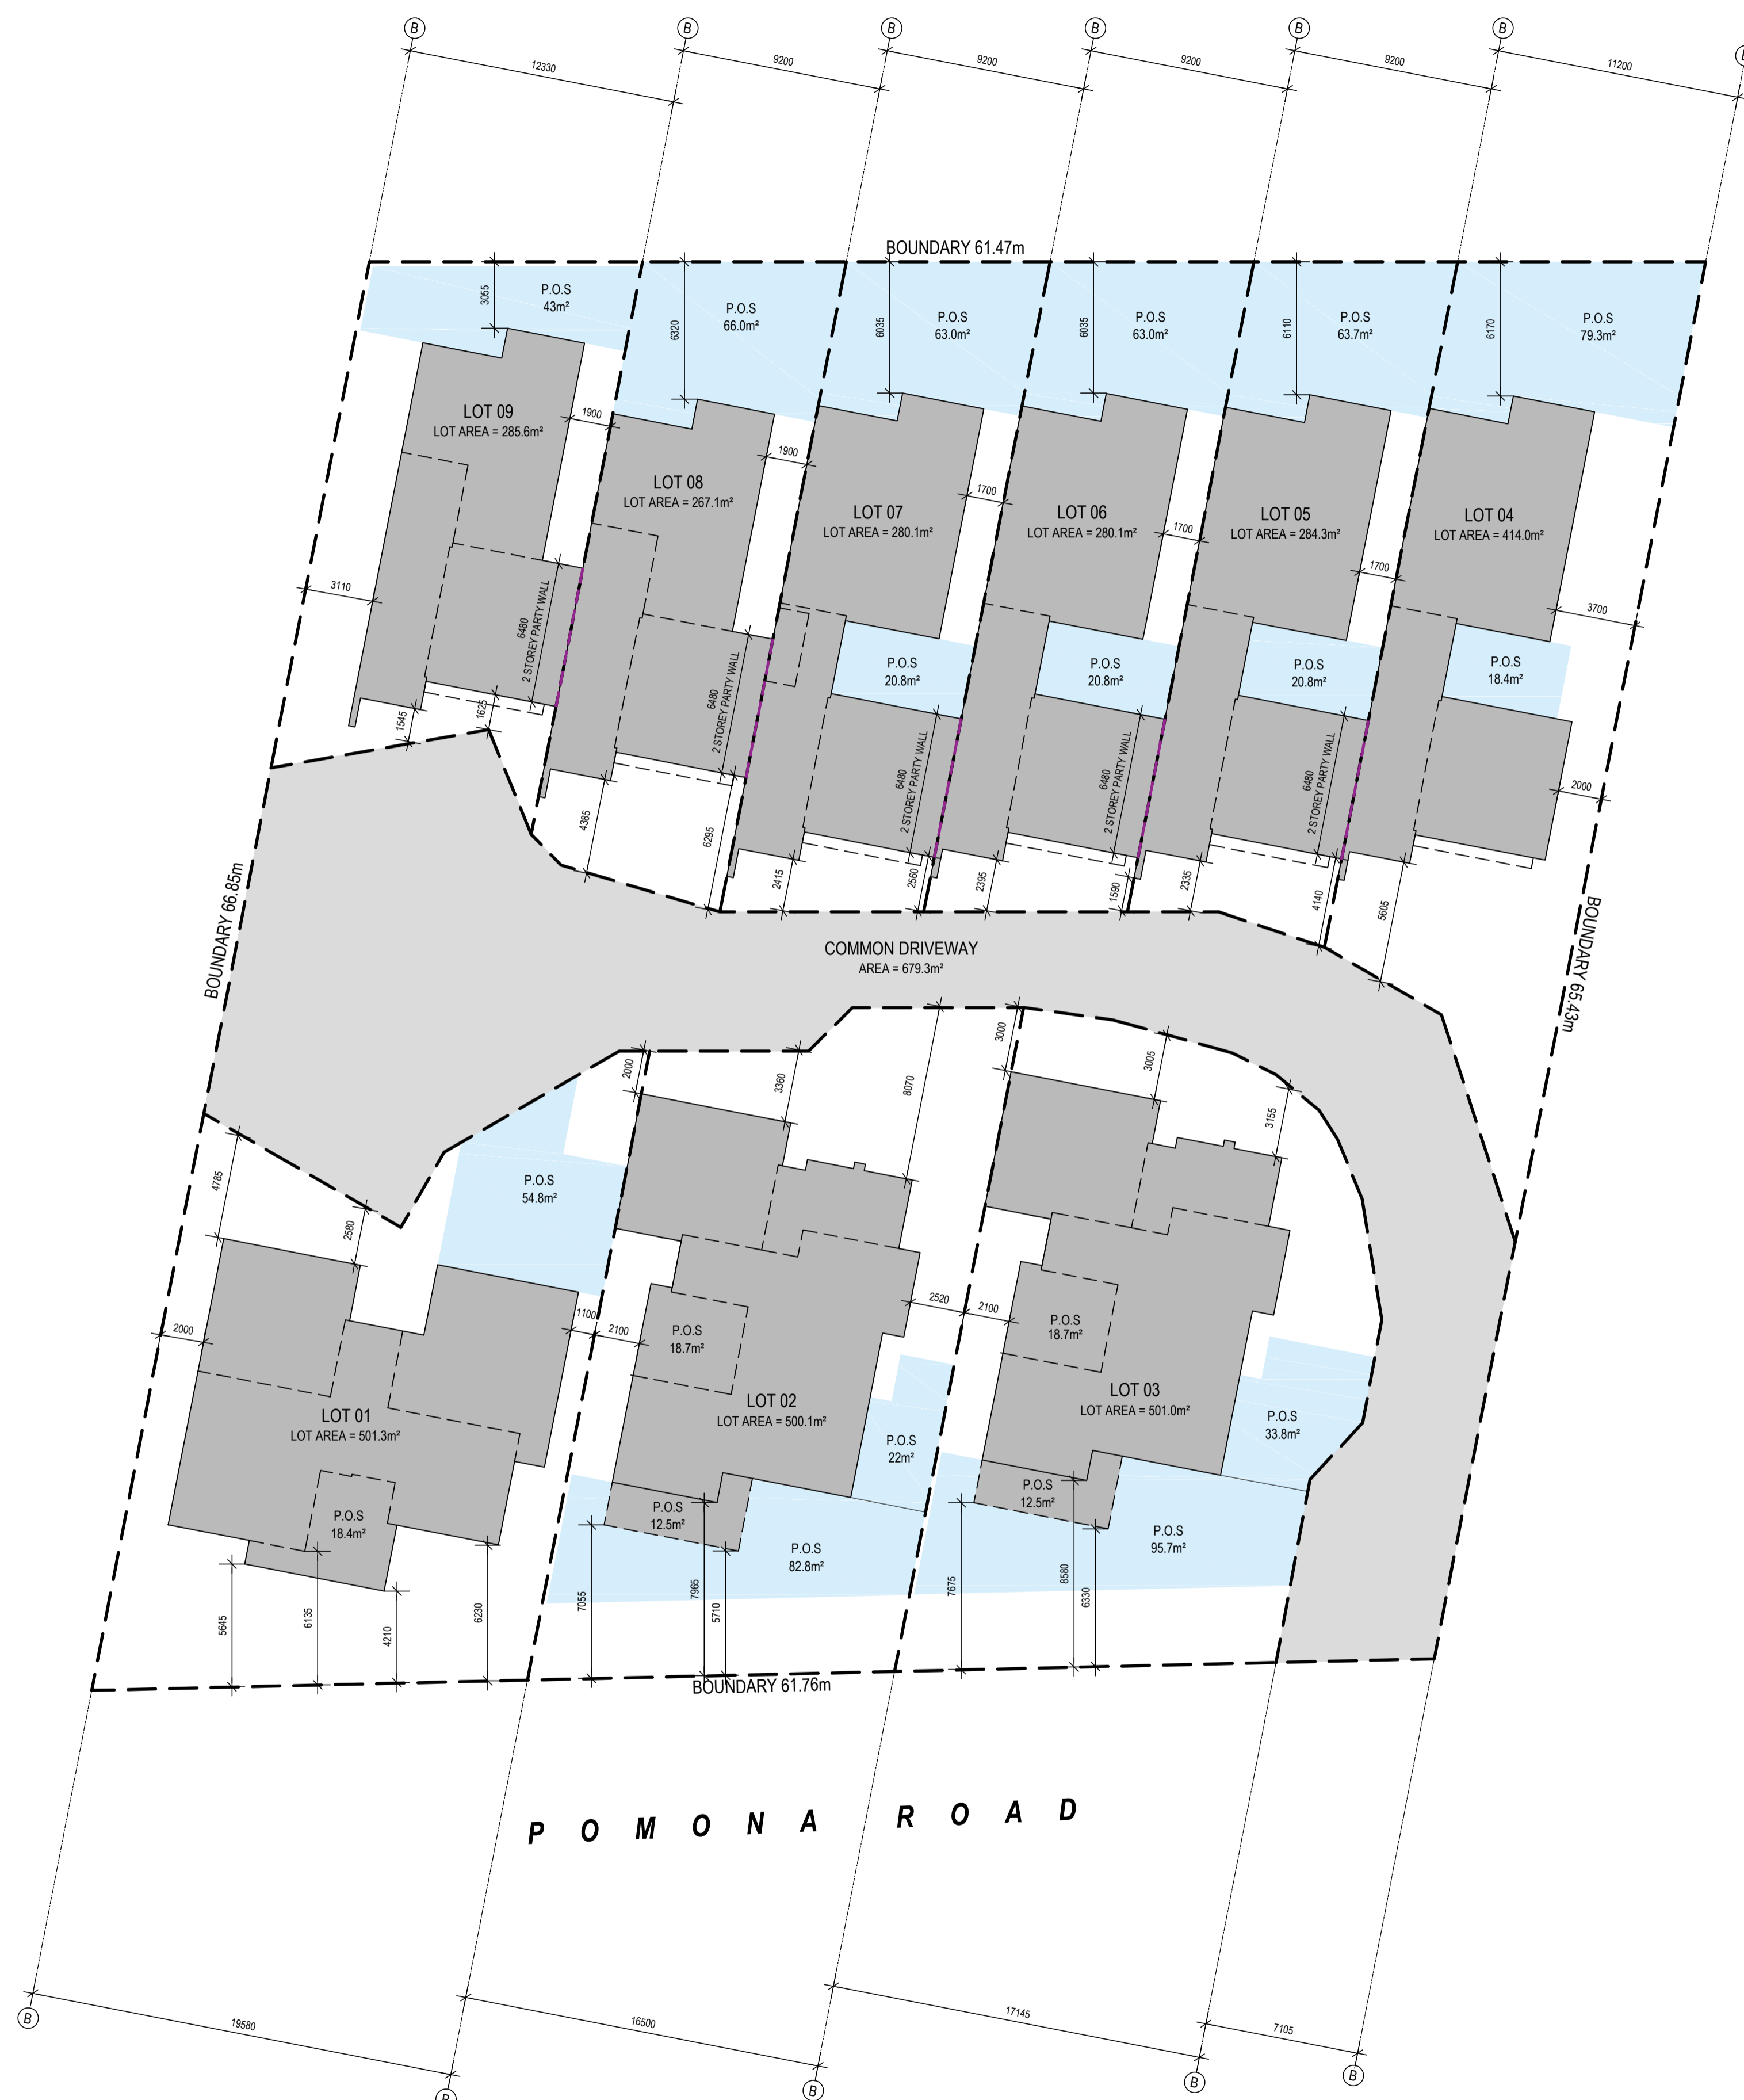 B
B
B
B
B
B
12330
9200
9200
9200
9200
11200
BOUNDARY 61.47m
3055
P.O.S
43m²
6320
P.O.S
66.0m²
6035
P.O.S
63.0m²
6035
P.O.S
63.0m²
6110
P.O.S
63.7m²
6170
P.O.S
79.3m²
LOT 09
LOT AREA = 285.6m²
1900
LOT 08
LOT AREA = 267.1m²
1900
LOT 07
LOT AREA = 280.1m²
1700
LOT 06
LOT AREA = 280.1m²
1700
LOT 05
LOT AREA = 284.3m²
1700
LOT 04
LOT AREA = 414.0m²
3110
3700
6480
2 STOREY PARTY WALL
6480
2 STOREY PARTY WALL
P.O.S
20.8m²
P.O.S
20.8m²
P.O.S
20.8m²
P.O.S
18.4m²
6480
2 STOREY PARTY WALL
6480
2 STOREY PARTY WALL
6480
2 STOREY PARTY WALL
2000
1545
1625
4385
6295
2415
2560
2395
1590
2335
4140
5605
BOUNDARY 66.85m
COMMON DRIVEWAY
AREA = 679.3m²
BOUNDARY 65.43m
2000
3360
8070
3000
3005
3155
4785
2580
P.O.S
54.8m²
2000
1100
2100
P.O.S
18.7m²
2520
2100
P.O.S
18.7m²
LOT 01
LOT AREA = 501.3m²
LOT 02
LOT AREA = 500.1m²
LOT 03
LOT AREA = 501.0m²
P.O.S
22m²
P.O.S
33.8m²
P.O.S
18.4m²
P.O.S
12.5m²
P.O.S
12.5m²
P.O.S
82.8m²
P.O.S
95.7m²
5645
6135
4210
6230
7055
7965
5710
7675
8580
6330
BOUNDARY 61.76m
POMONA ROAD
19580
16500
17145
7105
B
B
B
B